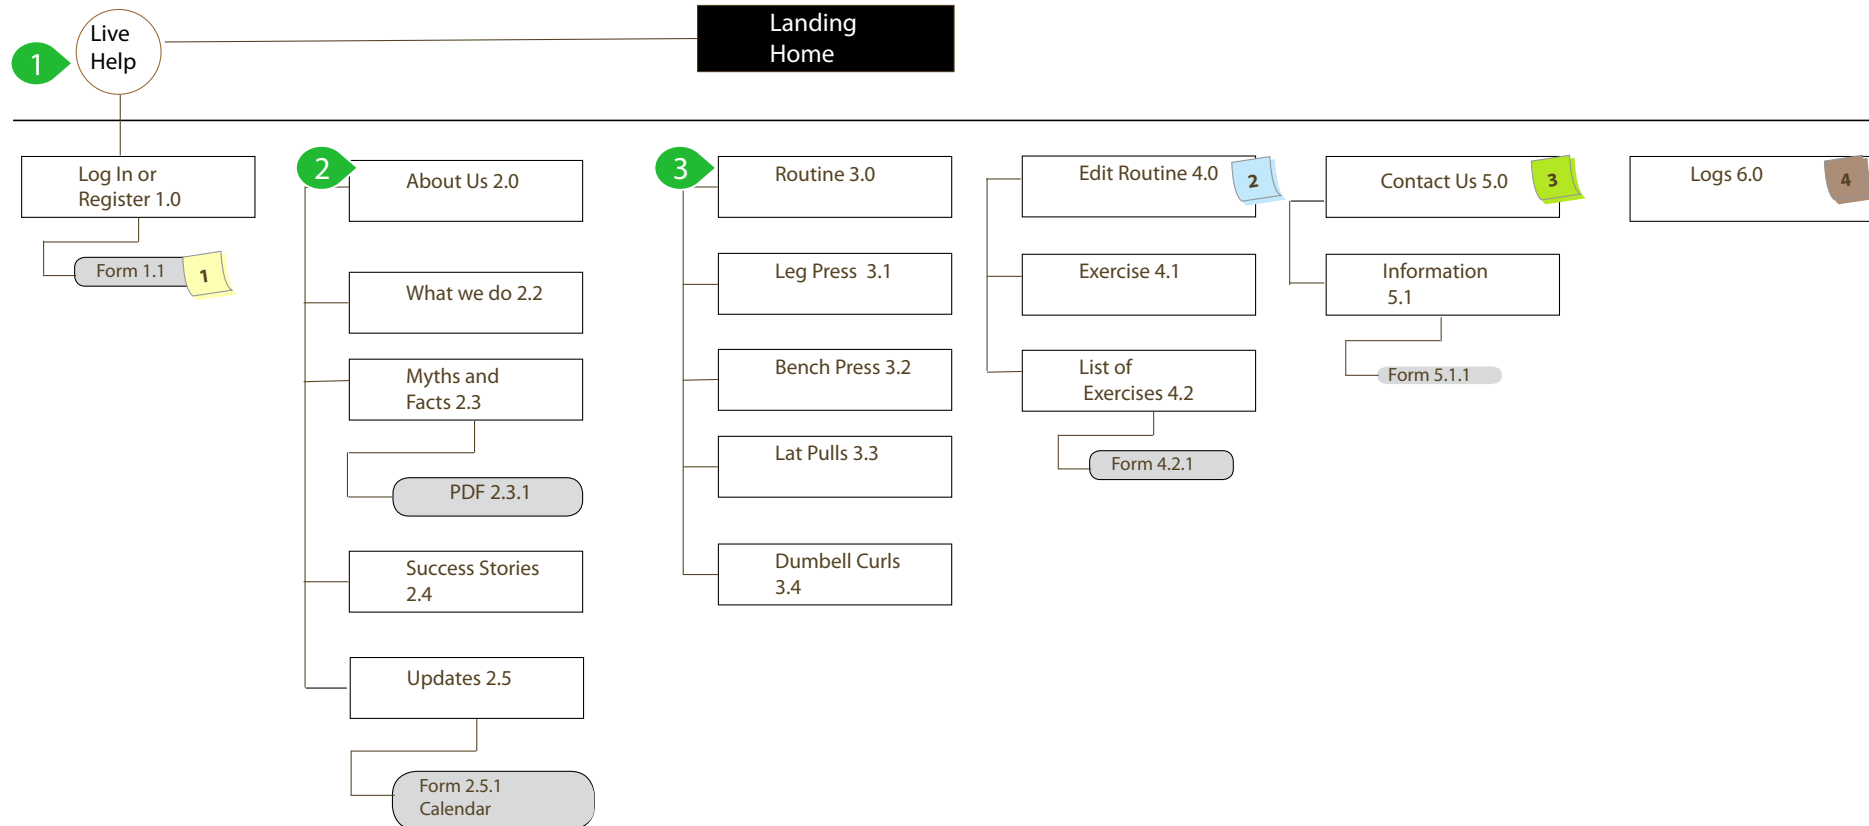 Live
Help
Landing
Home
1
Log In or
Register 1.0
Form 1.1
1
2
About Us 2.0
What we do 2.2
Myths and
Facts 2.3
PDF 2.3.1
Success Stories
2.4
Updates 2.5
Form 2.5.1
Calendar
3
Routine 3.0
Leg Press 3.1
Bench Press 3.2
Lat Pulls 3.3
Dumbell Curls
3.4
Edit Routine 4.0
2
Exercise 4.1
List of
Exercises 4.2
Form 4.2.1
Contact Us 5.0
3
Information
5.1
Form 5.1.1
Logs 6.0
4